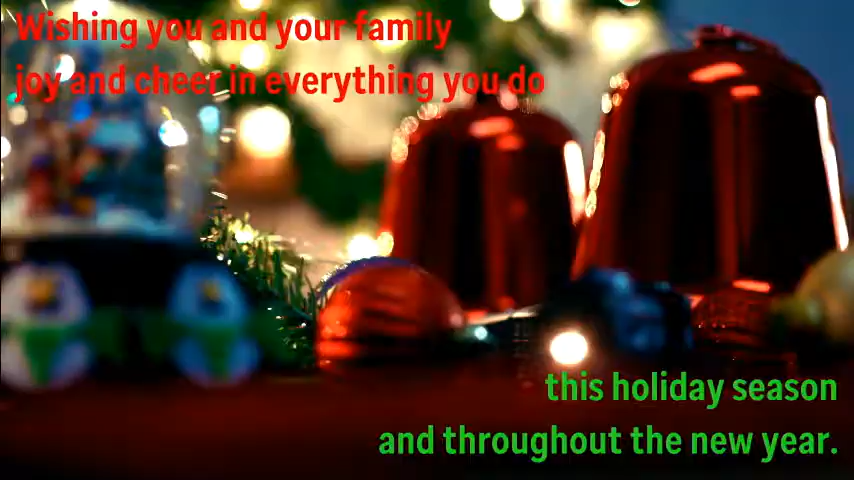 Wishing you and your family
joy and cheer in everything you do
this holiday season
and throughout the new year.